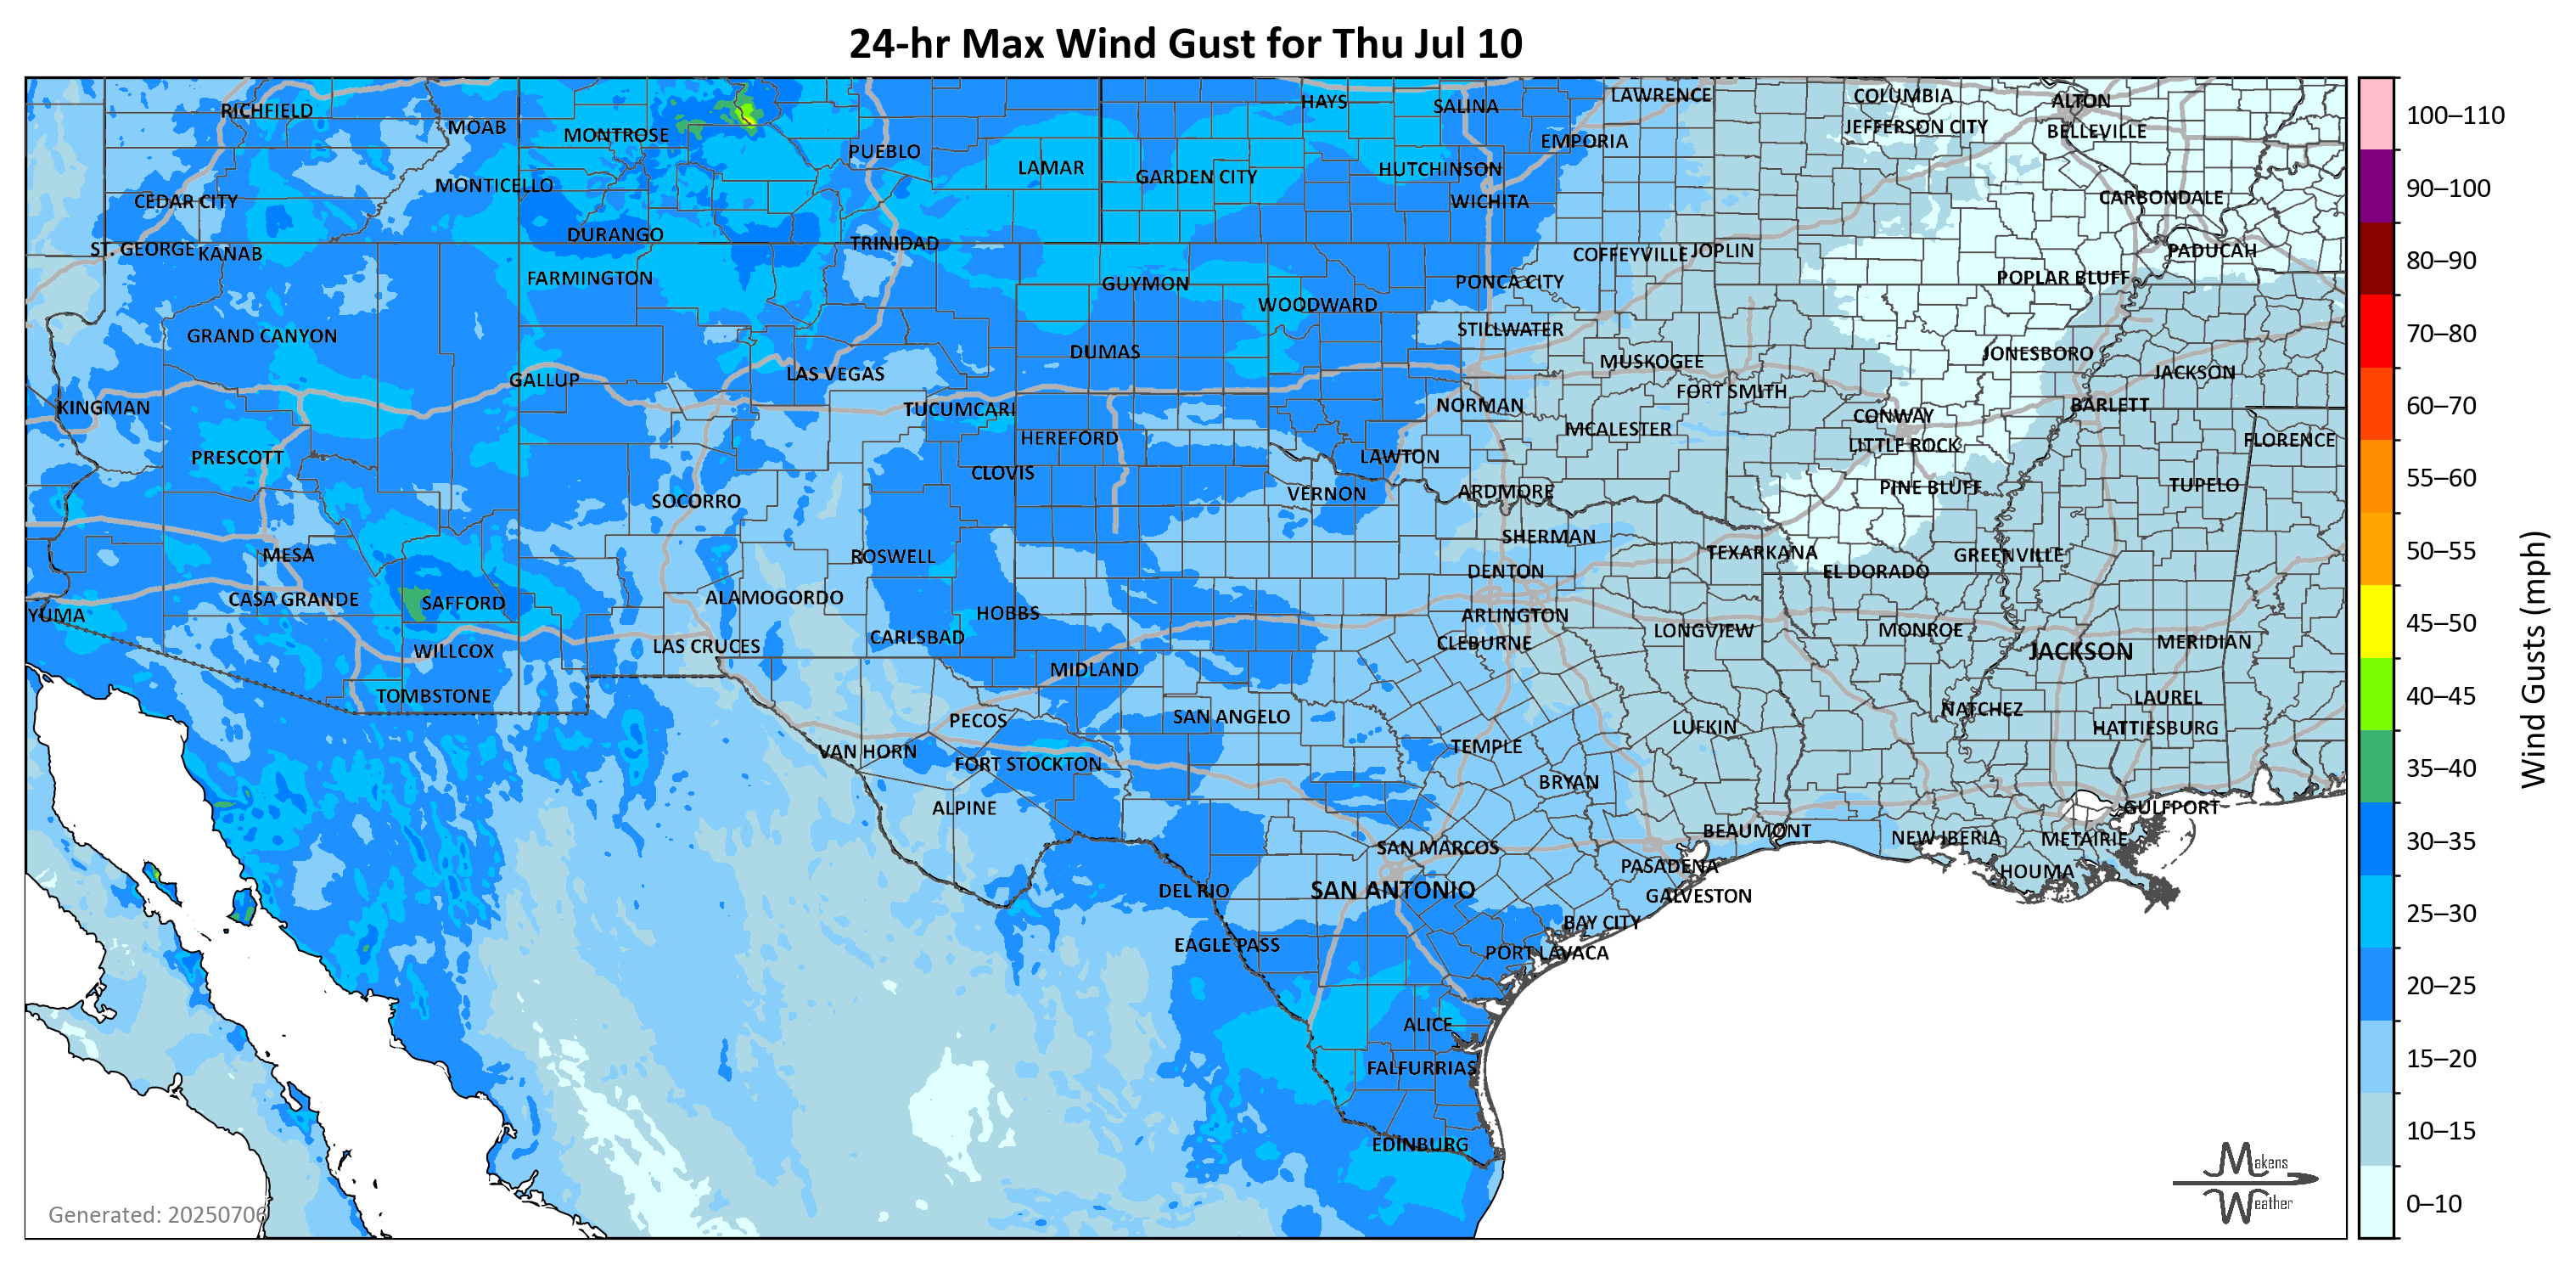 24-hr Max Wind Gust for Thu Jul 10
RICHFIELD
MOAB
MONTROSE
PUEBLO
LAMAR
HAYS
SALINA
LAWRENCE
COLUMBIA
ALTON
JEFFERSON CITY
BELLEVILLE
EMPORIA
GARDEN CITY
HUTCHINSON
MONTICELLO
CEDAR CITY
WICHITA
CARBONDALE
DURANGO
TRINIDAD
ST. GEORGE
KANAB
COFFEYVILLE
JOPLIN
PADUCAH
FARMINGTON
GUYMON
PONCA CITY
POPLAR BLUFF
WOODWARD
GRAND CANYON
STILLWATER
DUMAS
JONESBORO
MUSKOGEE
LAS VEGAS
JACKSON
GALLUP
FORT SMITH
KINGMAN
TUCUMCARI
NORMAN
BARLETT
CONWAY
MCALESTER
HEREFORD
LITTLE ROCK
FLORENCE
PRESCOTT
LAWTON
CLOVIS
TUPELO
PINE BLUFF
VERNON
ARDMORE
SOCORRO
SHERMAN
MESA
ROSWELL
TEXARKANA
GREENVILLE
DENTON
EL DORADO
CASA GRANDE
SAFFORD
ALAMOGORDO
YUMA
HOBBS
ARLINGTON
LONGVIEW
MONROE
CARLSBAD
CLEBURNE
MERIDIAN
WILLCOX
LAS CRUCES
JACKSON
MIDLAND
TOMBSTONE
LAUREL
NATCHEZ
PECOS
SAN ANGELO
LUFKIN
HATTIESBURG
VAN HORN
TEMPLE
FORT STOCKTON
BRYAN
ALPINE
GULFPORT
BEAUMONT
NEW IBERIA
METAIRIE
SAN MARCOS
PASADENA
HOUMA
DEL RIO
SAN ANTONIO
GALVESTON
BAY CITY
EAGLE PASS
PORT LAVACA
ALICE
FALFURRIAS
EDINBURG
Generated: 20250706
Makens
Weather
100–110
90–100
80–90
70–80
60–70
55–60
50–55
45–50
40–45
35–40
30–35
25–30
20–25
15–20
10–15
0–10
Wind Gusts (mph)